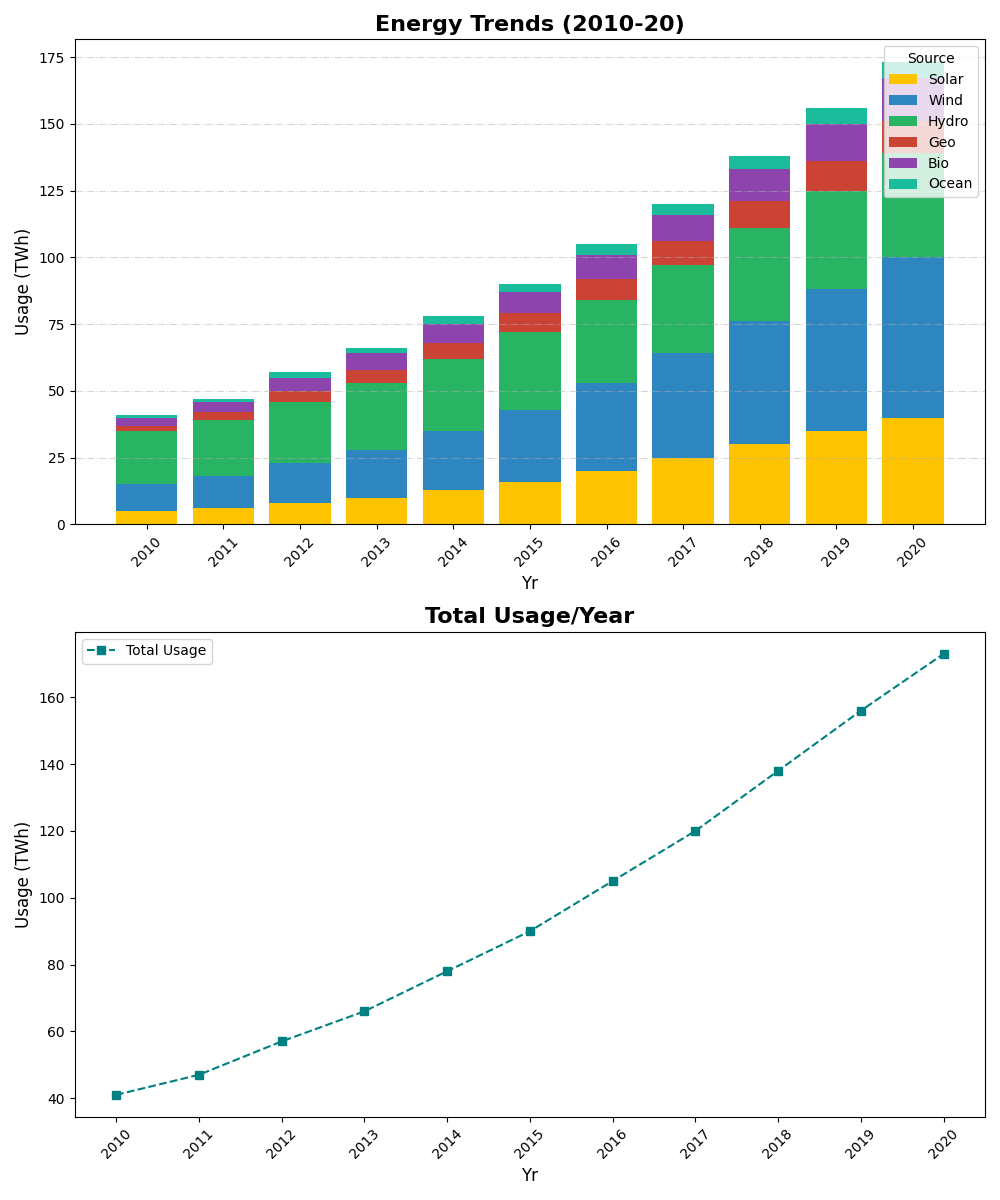 Energy Trends (2010-20)
Usage (TWh)
175
150
125
100
75
50
25
0
Source
Solar
Wind
Hydro
Geo
Bio
Ocean
2010 2011 2012 2013 2014 2015 2016 2017 2018 2019 2020
Yr
Total Usage/Year
Usage (TWh)
Total Usage
160
140
120
100
80
60
40
2010 2011 2012 2013 2014 2015 2016 2017 2018 2019 2020
Yr